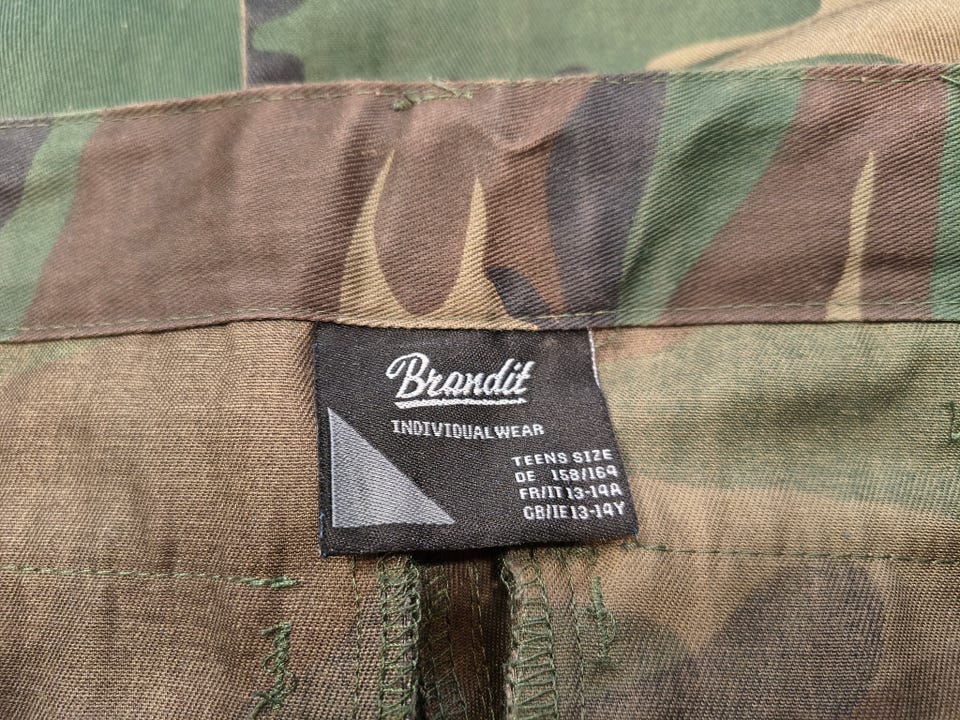 Brandit
INDIVIDUALWEAR
TEENS SIZE
DE 158/164
FR/IT 13-14A
GB/IE 13-14Y